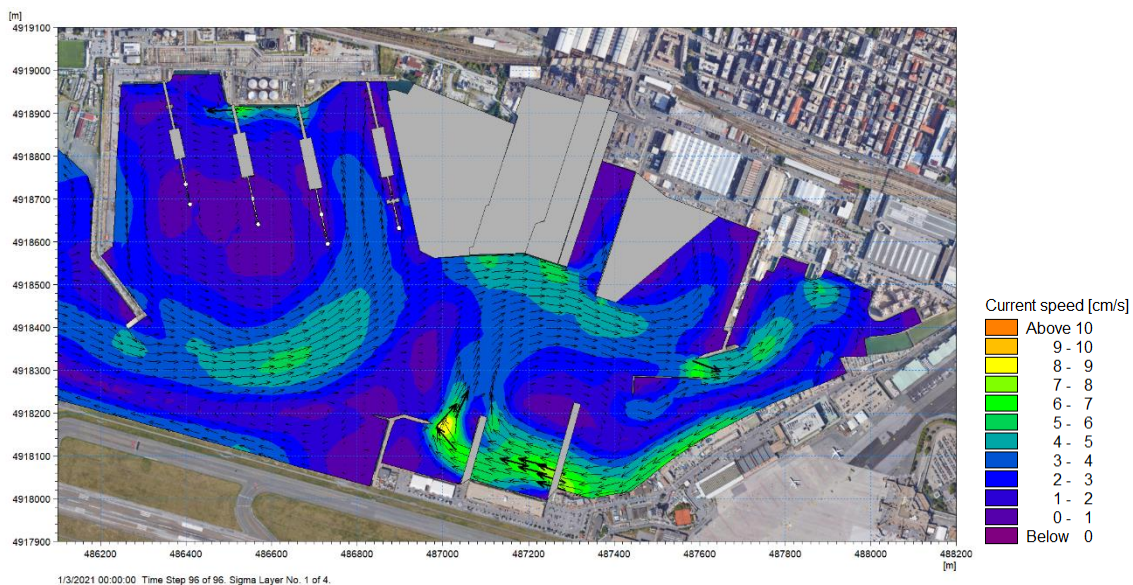 [m]
4919100
4919000
4918900
4918800
4918700
4918600
4918500
4918400
4918300
4918200
4918100
4918000
4917900
486200 486400 486600 486800 487000 487200 487400 487600 487800 488000 488200
[m]
Current speed [cm/s]
Above 10
9 - 10
8 - 9
7 - 8
6 - 7
5 - 6
4 - 5
3 - 4
2 - 3
1 - 2
0 - 1
Below 0
1/3/2021 00:00:00 Time Step 96 of 96. Sigma Layer No. 1 of 4.